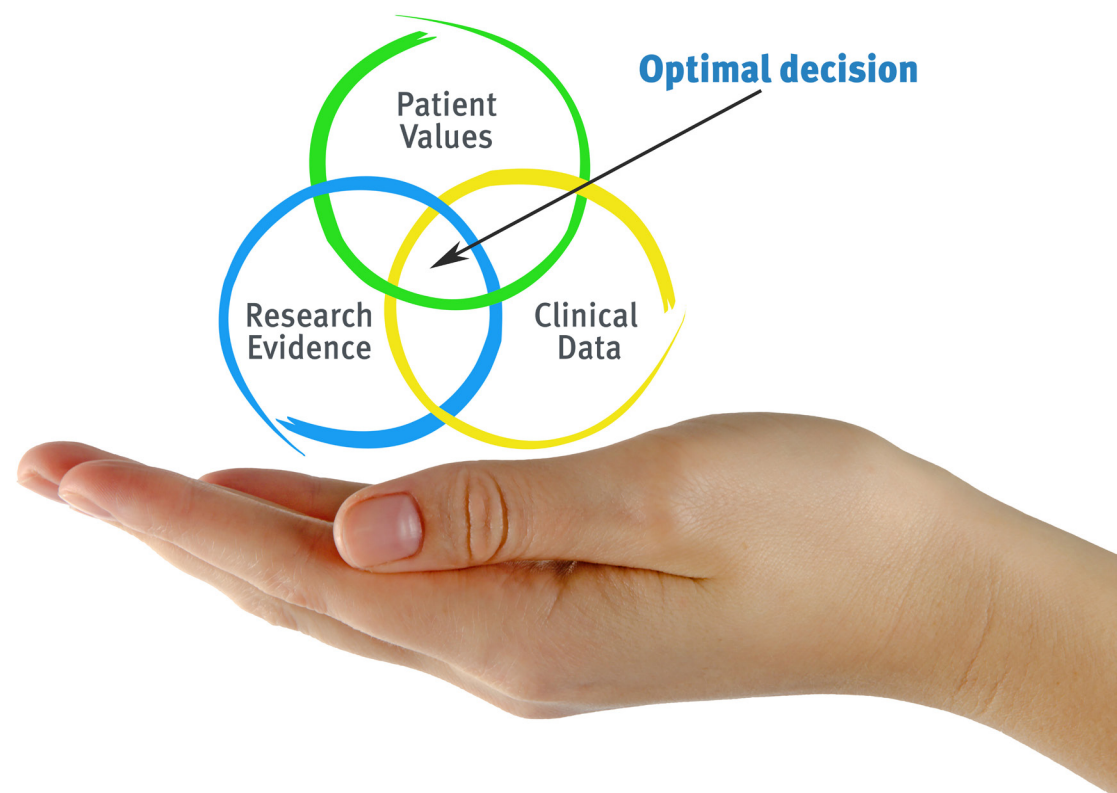 Optimal decision
Patient
Values
Research
Evidence
Clinical
Data